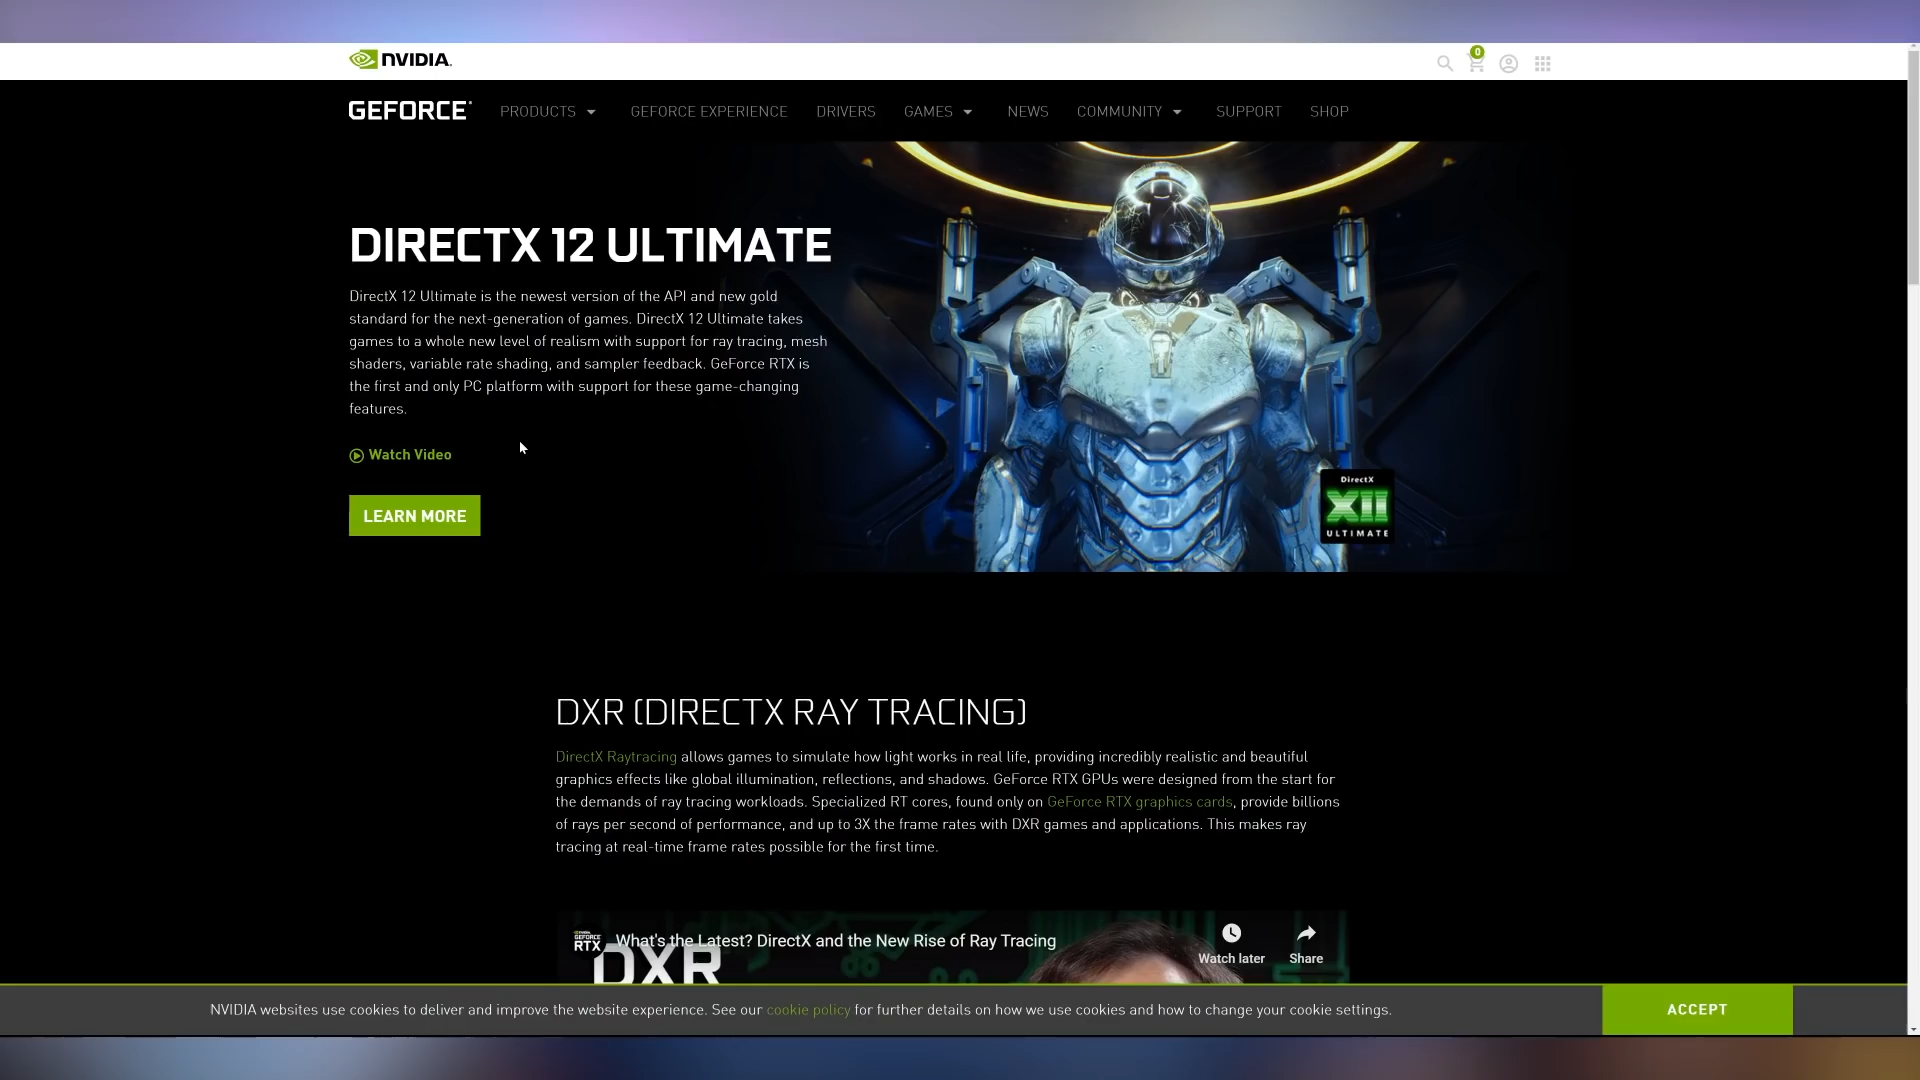 NVIDIA.
0
GEFORCE
PRODUCTS
GEFORCE EXPERIENCE
DRIVERS
GAMES
NEWS
COMMUNITY
SUPPORT
SHOP
DIRECTX 12 ULTIMATE
DirectX 12 Ultimate is the newest version of the API and new gold
standard for the next-generation of games. DirectX 12 Ultimate takes
games to a whole new level of realism with support for ray tracing, mesh
shaders, variable rate shading, and sampler feedback. GeForce RTX is
the first and only PC platform with support for these game-changing
features.
Watch Video
LEARN MORE
DirectX
XII
ULTIMATE
DXR (DIRECTX RAY TRACING)
DirectX Raytracing allows games to simulate how light works in real life, providing incredibly realistic and beautiful
graphics effects like global illumination, reflections, and shadows. GeForce RTX GPUs were designed from the start for
the demands of ray tracing workloads. Specialized RT cores, found only on GeForce RTX graphics cards, provide billions
of rays per second of performance, and up to 3X the frame rates with DXR games and applications. This makes ray
tracing at real-time frame rates possible for the first time.
GEFORCE
RTX
What's the Latest? DirectX and the New Rise of Ray Tracing
Watch later
Share
DXR
NVIDIA websites use cookies to deliver and improve the website experience. See our cookie policy for further details on how we use cookies and how to change your cookie settings.
ACCEPT